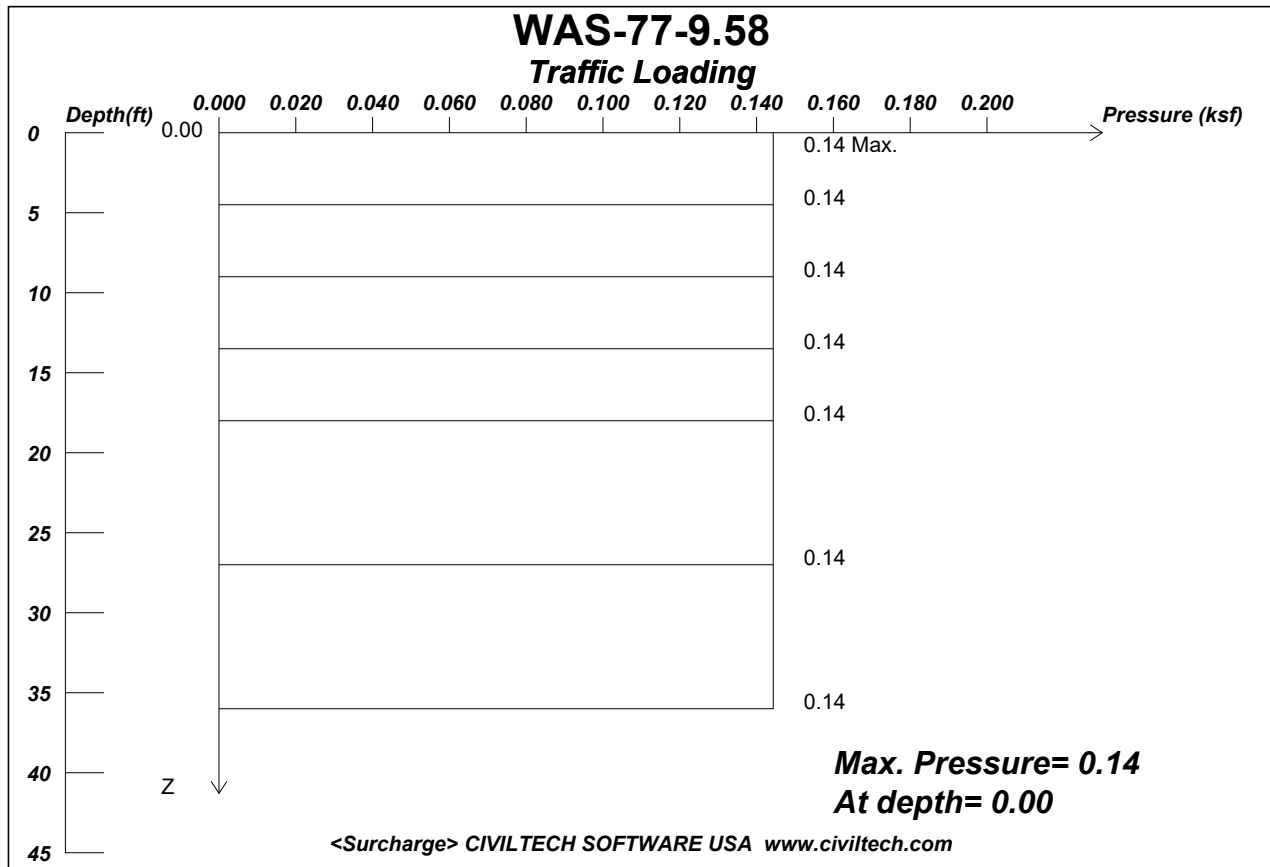 WAS-77-9.58
Traffic Loading
Depth(ft) 0.000 0.020 0.040 0.060 0.080 0.100 0.120 0.140 0.160 0.180 0.200 Pressure (ksf)
0 0.00
0.14 Max.
5 0.14
10 0.14
15 0.14
0.14
20
25
0.14
30
35 0.14
Max. Pressure= 0.14
40 Z
At depth= 0.00
<Surcharge> CIVILTECH SOFTWARE USA www.civiltech.com
45